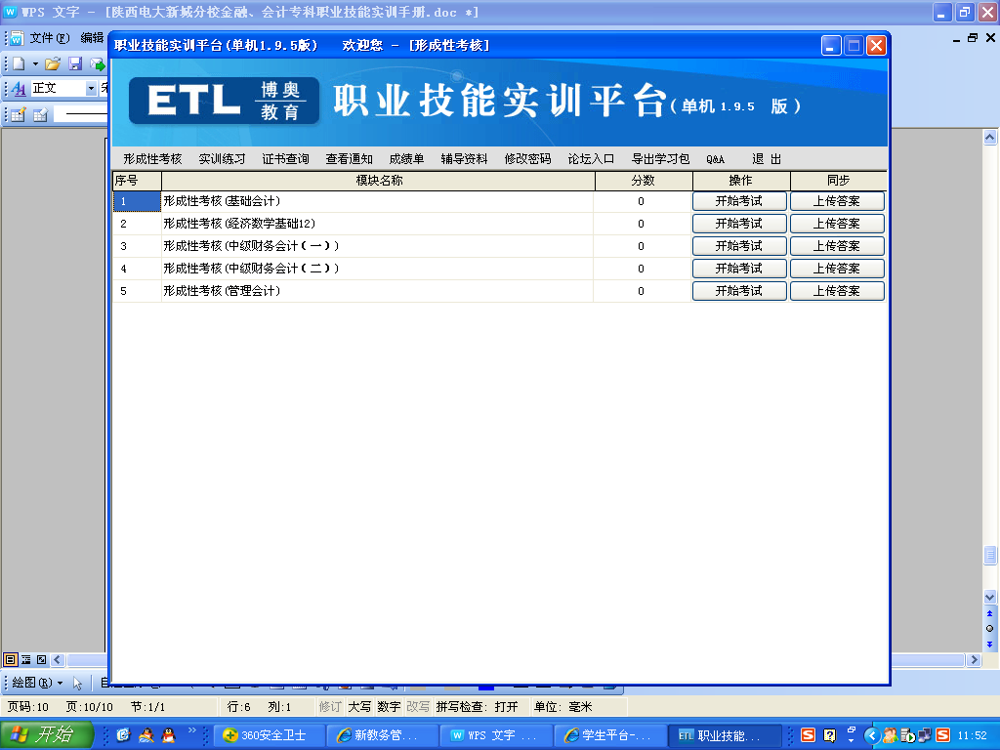 WPS 文字 - [陕西电大新城分校金融、会计专科职业技能实训手册.doc *]
文件(F) 编辑
正文
职业技能实训平台(单机1.9.5版) 欢迎您 - [形成性考核]
ETL 博奥教育 职业技能实训平台(单机1.9.5 版)
形成性考核 实训练习 证书查询 查看通知 成绩单 辅导资料 修改密码 论坛入口 导出学习包 Q&A 退 出
序号 模块名称 分数 操作 同步
1 形成性考核(基础会计) 0 开始考试 上传答案
2 形成性考核(经济数学基础12) 0 开始考试 上传答案
3 形成性考核(中级财务会计(一)) 0 开始考试 上传答案
4 形成性考核(中级财务会计(二)) 0 开始考试 上传答案
5 形成性考核(管理会计) 0 开始考试 上传答案
绘图(R)
页码:10 页:10/10 节:1/1 行:6 列:1 修订 大写 数字 改写 拼写检查: 打开 单位: 毫米
开始 360安全卫士 新教务管... WPS 文字 ... 学生平台-... ETL 职业技能... 11:52